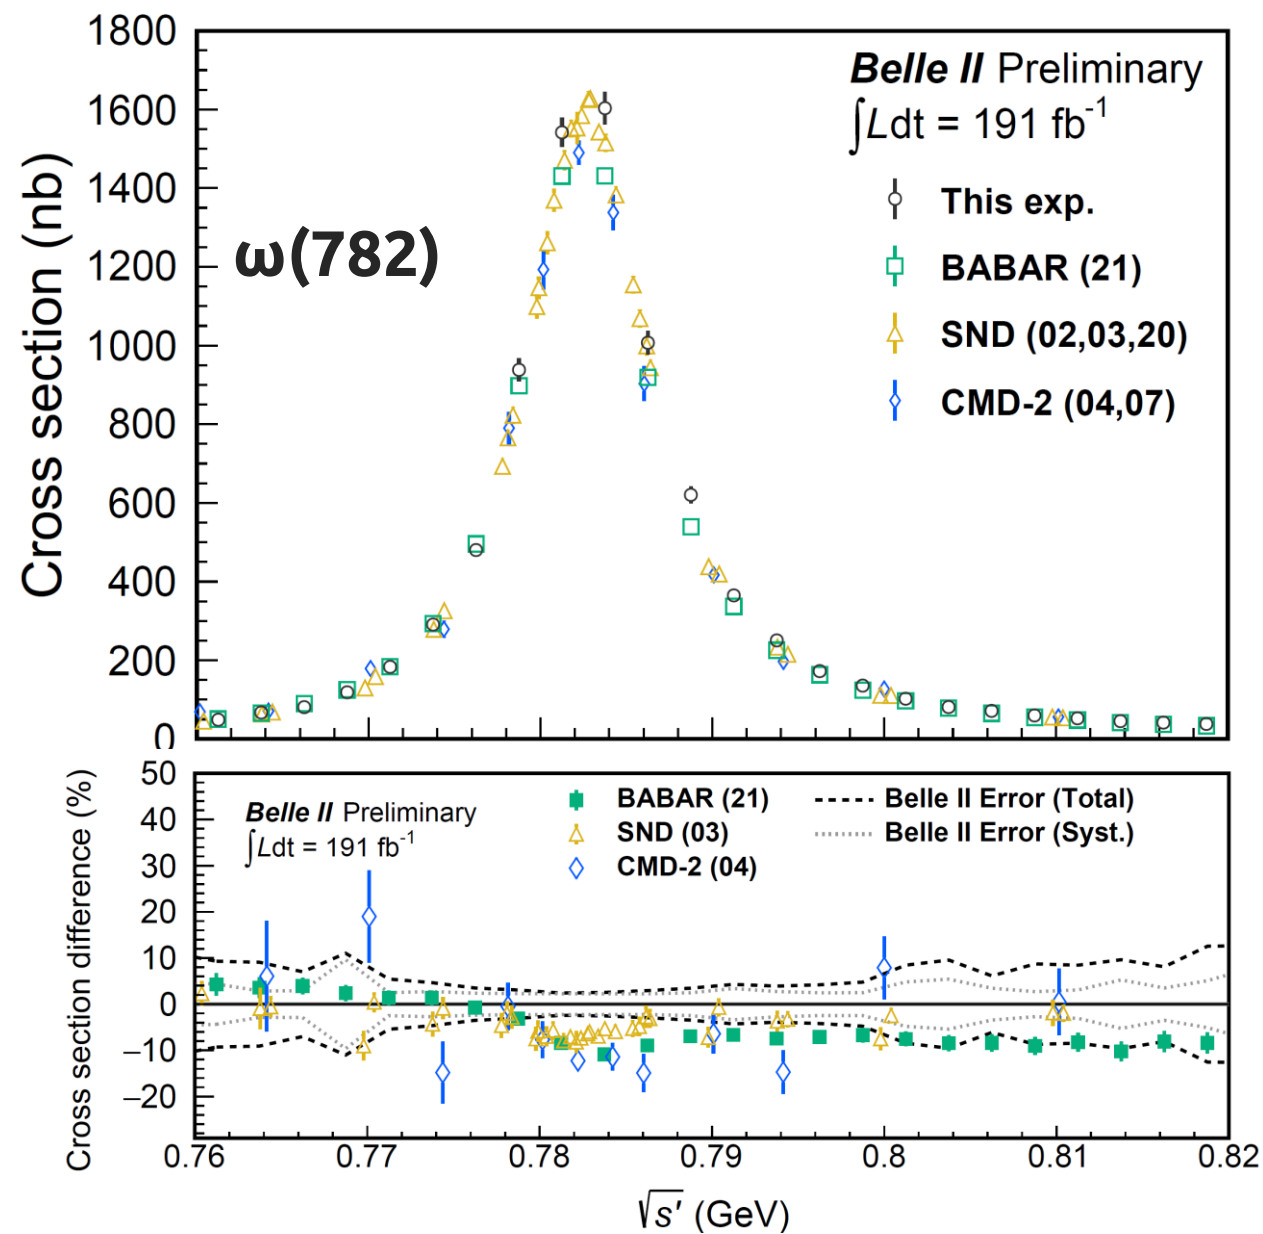 1800
1600
1400
1200
1000
800
600
400
200
0
Cross section (nb)
Belle II Preliminary
∫Ldt = 191 fb⁻¹
This exp.
BABAR (21)
SND (02,03,20)
CMD-2 (04,07)
ω(782)
50
40
30
20
10
0
−10
−20
Cross section difference (%)
Belle II Preliminary
∫Ldt = 191 fb⁻¹
BABAR (21)
SND (03)
CMD-2 (04)
Belle II Error (Total)
Belle II Error (Syst.)
0.76 0.77 0.78 0.79 0.8 0.81 0.82
√s' (GeV)